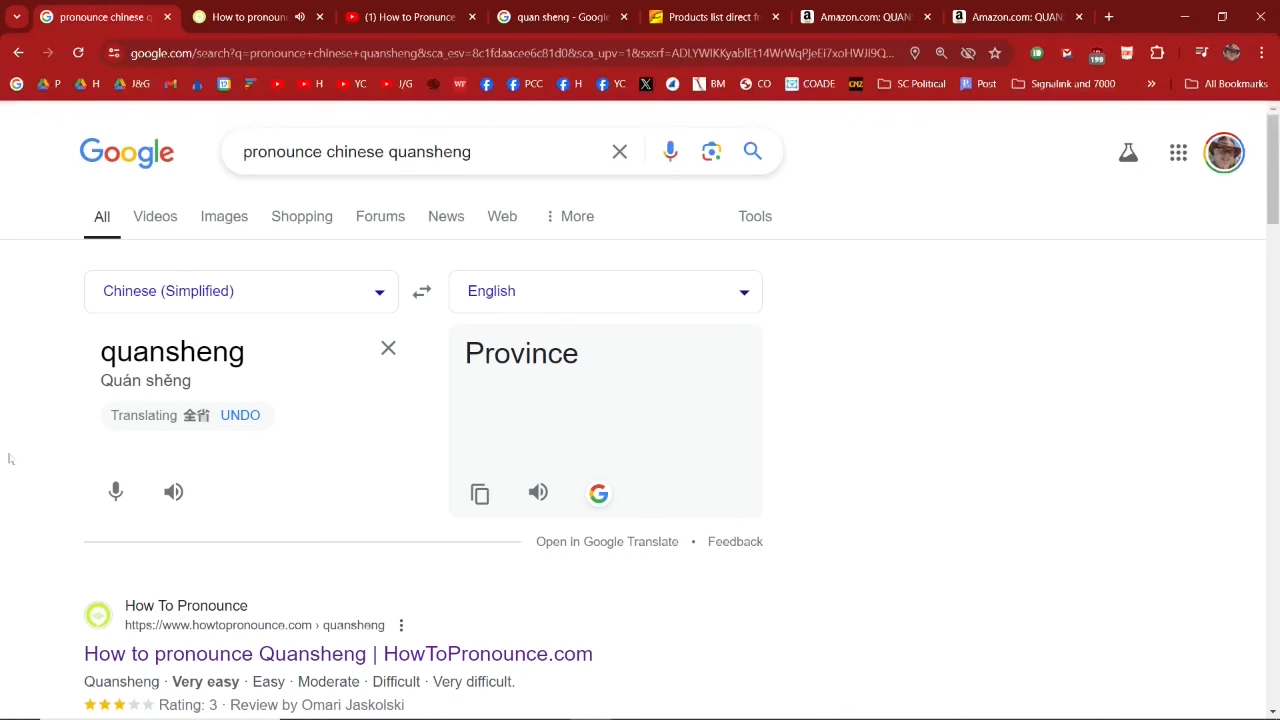 pronounce chinese q
How to pronounc
(1) How to Pronunce
quan sheng - Google
Products list direct fr
Amazon.com: QUAN
Amazon.com: QUAN
google.com/search?q=pronounce+chinese+quansheng&sca_esv=8c1fdaacee6c81d0&sca_upv=1&sxsrf=ADLYWIKKyablEt14WrWqPjeEi7xoHWJi9Q...
199
P
H
J&G
H
YC
J/G
WT
PCC
H
YC
BM
CO
COADE
SC Political
Post
Signalink and 7000
All Bookmarks
Google
pronounce chinese quansheng
All Videos Images Shopping Forums News Web More Tools
Chinese (Simplified)
English
quansheng
Quán shěng
Translating 全省 UNDO
Province
Open in Google Translate • Feedback
How To Pronounce
https://www.howtopronounce.com › quansheng
How to pronounce Quansheng | HowToPronounce.com
Quansheng · Very easy · Easy · Moderate · Difficult · Very difficult.
Rating: 3 · Review by Omari Jaskolski